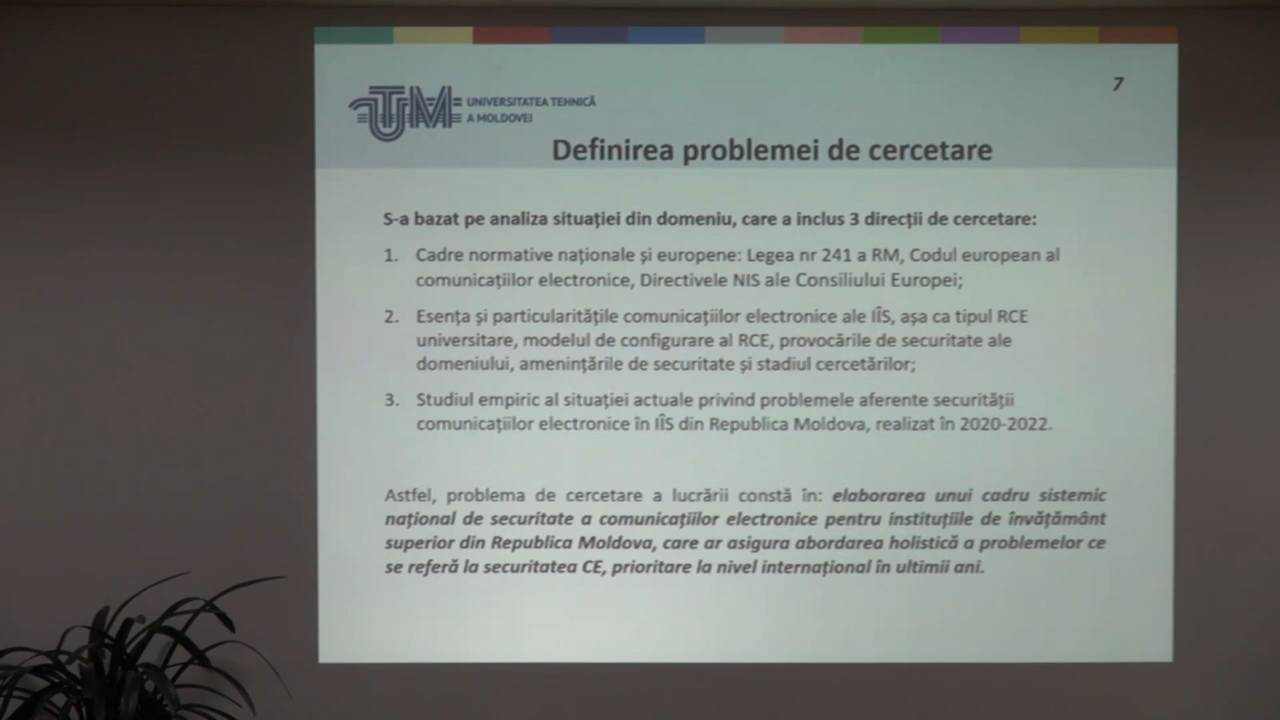 7
UTM UNIVERSITATEA TEHNICĂ
A MOLDOVEI
Definirea problemei de cercetare
S-a bazat pe analiza situației din domeniu, care a inclus 3 direcții de cercetare:
1. Cadre normative naționale și europene: Legea nr 241 a RM, Codul european al
comunicațiilor electronice, Directivele NIS ale Consiliului Europei;
2. Esența și particularitățile comunicațiilor electronice ale IÎS, așa ca tipul RCE
universitare, modelul de configurare al RCE, provocările de securitate ale
domeniului, amenințările de securitate și stadiul cercetărilor;
3. Studiul empiric al situației actuale privind problemele aferente securității
comunicațiilor electronice în IÎS din Republica Moldova, realizat în 2020-2022.
Astfel, problema de cercetare a lucrării constă în: elaborarea unui cadru sistemic
național de securitate a comunicațiilor electronice pentru instituțiile de învățământ
superior din Republica Moldova, care ar asigura abordarea holistică a problemelor ce
se referă la securitatea CE, prioritare la nivel internațional în ultimii ani.